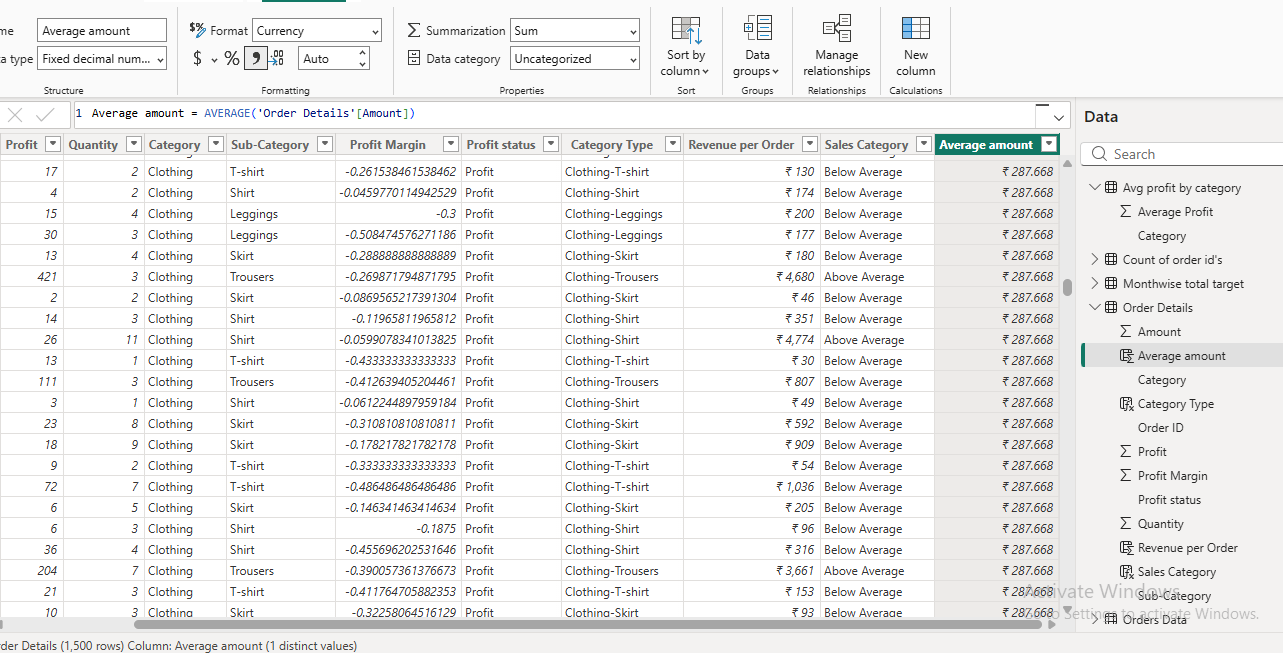 me Average amount $% Format Currency Summarization Sum
a type Fixed decimal num... $ % 9 .00 Auto Data category Uncategorized
Sort by column Data groups Manage relationships New column
Structure Formatting Properties Sort Groups Relationships Calculations
1 Average amount = AVERAGE('Order Details'[Amount])
Profit Quantity Category Sub-Category Profit Margin Profit status Category Type Revenue per Order Sales Category Average amount
17 2 Clothing T-shirt -0.261538461538462 Profit Clothing-T-shirt ₹ 130 Below Average ₹ 287.668
4 2 Clothing Shirt -0.0459770114942529 Profit Clothing-Shirt ₹ 174 Below Average ₹ 287.668
15 4 Clothing Leggings -0.3 Profit Clothing-Leggings ₹ 200 Below Average ₹ 287.668
30 3 Clothing Leggings -0.508474576271186 Profit Clothing-Leggings ₹ 177 Below Average ₹ 287.668
13 4 Clothing Skirt -0.288888888888889 Profit Clothing-Skirt ₹ 180 Below Average ₹ 287.668
421 3 Clothing Trousers -0.269871794871795 Profit Clothing-Trousers ₹ 4,680 Above Average ₹ 287.668
2 2 Clothing Skirt -0.0869565217391304 Profit Clothing-Skirt ₹ 46 Below Average ₹ 287.668
14 3 Clothing Shirt -0.11965811965812 Profit Clothing-Shirt ₹ 351 Below Average ₹ 287.668
26 11 Clothing Shirt -0.0599078341013825 Profit Clothing-Shirt ₹ 4,774 Above Average ₹ 287.668
13 1 Clothing T-shirt -0.433333333333333 Profit Clothing-T-shirt ₹ 30 Below Average ₹ 287.668
111 3 Clothing Trousers -0.412639405204461 Profit Clothing-Trousers ₹ 807 Below Average ₹ 287.668
3 1 Clothing Shirt -0.0612244897959184 Profit Clothing-Shirt ₹ 49 Below Average ₹ 287.668
23 8 Clothing Skirt -0.310810810810811 Profit Clothing-Skirt ₹ 592 Below Average ₹ 287.668
18 9 Clothing Skirt -0.178217821782178 Profit Clothing-Skirt ₹ 909 Below Average ₹ 287.668
9 2 Clothing T-shirt -0.333333333333333 Profit Clothing-T-shirt ₹ 54 Below Average ₹ 287.668
72 7 Clothing T-shirt -0.486486486486486 Profit Clothing-T-shirt ₹ 1,036 Below Average ₹ 287.668
6 5 Clothing Skirt -0.146341463414634 Profit Clothing-Skirt ₹ 205 Below Average ₹ 287.668
6 3 Clothing Shirt -0.1875 Profit Clothing-Shirt ₹ 96 Below Average ₹ 287.668
36 4 Clothing Shirt -0.455696202531646 Profit Clothing-Shirt ₹ 316 Below Average ₹ 287.668
204 7 Clothing Trousers -0.390057361376673 Profit Clothing-Trousers ₹ 3,661 Above Average ₹ 287.668
21 3 Clothing T-shirt -0.411764705882353 Profit Clothing-T-shirt ₹ 153 Below Average ₹ 287.668
10 3 Clothing Skirt -0.32258064516129 Profit Clothing-Skirt ₹ 93 Below Average ₹ 287.668
Data
Search
Avg profit by category
Average Profit
Category
Count of order id's
Monthwise total target
Order Details
Amount
Average amount
Category
Category Type
Order ID
Profit
Profit Margin
Profit status
Quantity
Revenue per Order
Sales Category
Sub-Category
Orders Data
Activate Windows
Settings to activate Windows.
rder Details (1,500 rows) Column: Average amount (1 distinct values)